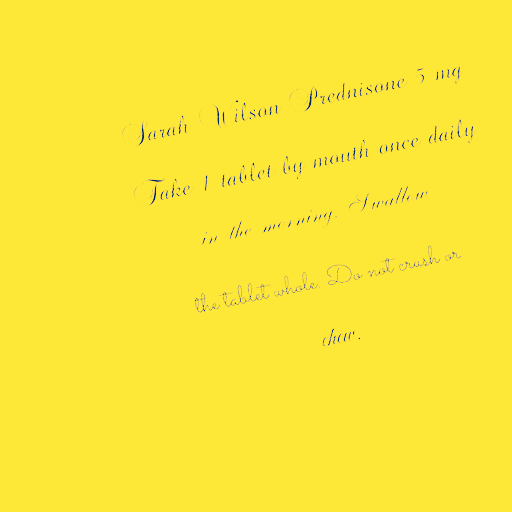 Sarah Wilson Prednisone 5 mg
Take 1 tablet by mouth once daily
in the morning. Swallow
the tablet whole. Do not crush or
chew.